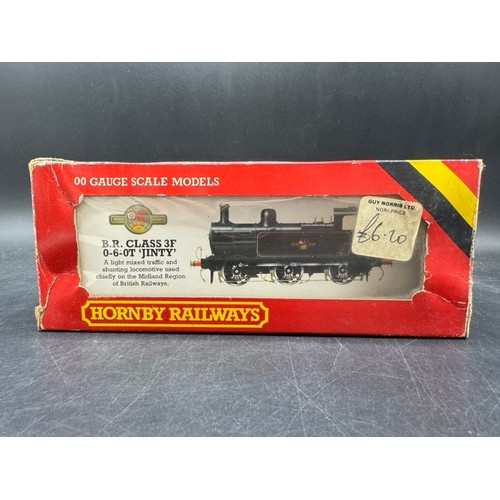 00 GAUGE SCALE MODELS
B.R. CLASS 3F
0-6-0T 'JINTY'
A light mixed traffic and
shunting locomotive used
chiefly on the Midland Region
of British Railways.
HORNBY RAILWAYS
GUY NORRIS LTD.
NORI-PRICE
£6·20